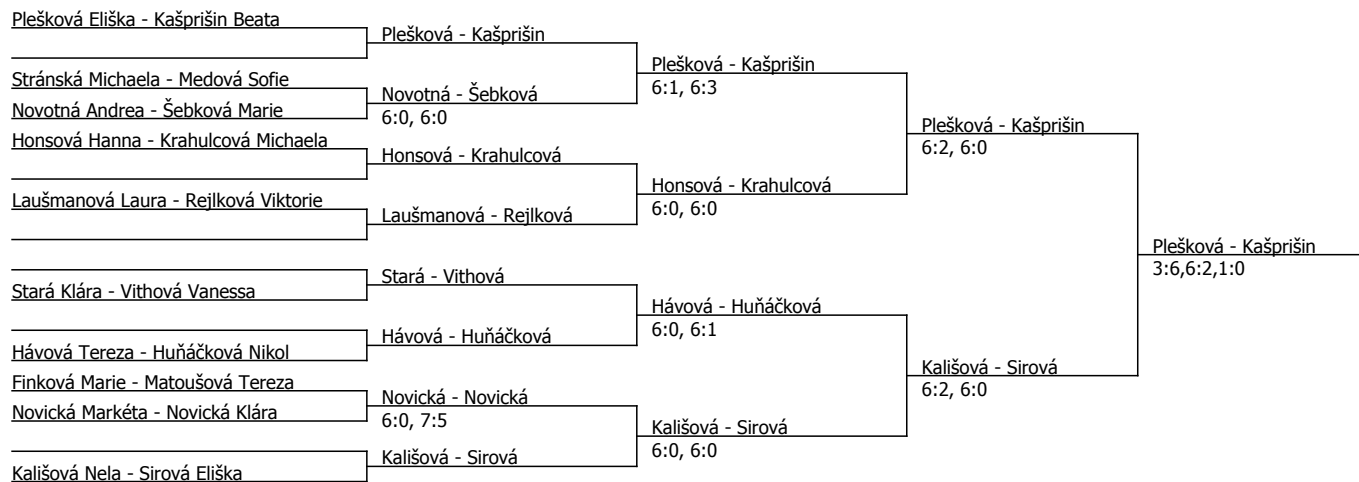 Plešková Eliška - Kašprišin Beata
Plešková - Kašprišin
Plešková - Kašprišin
6:1, 6:3
Stránská Michaela - Medová Sofie
Novotná - Šebková
6:0, 6:0
Novotná Andrea - Šebková Marie
Plešková - Kašprišin
6:2, 6:0
Honsová Hanna - Krahulcová Michaela
Honsová - Krahulcová
Honsová - Krahulcová
6:0, 6:0
Laušmanová Laura - Rejlková Viktorie
Laušmanová - Rejlková
Plešková - Kašprišin
3:6,6:2,1:0
Stará - Vithová
Stará Klára - Vithová Vanessa
Hávová - Huňáčková
6:0, 6:1
Hávová - Huňáčková
Hávová Tereza - Huňáčková Nikol
Kališová - Sirová
6:2, 6:0
Finková Marie - Matoušová Tereza
Novická - Novická
6:0, 7:5
Novická Markéta - Novická Klára
Kališová - Sirová
6:0, 6:0
Kališová - Sirová
Kališová Nela - Sirová Eliška